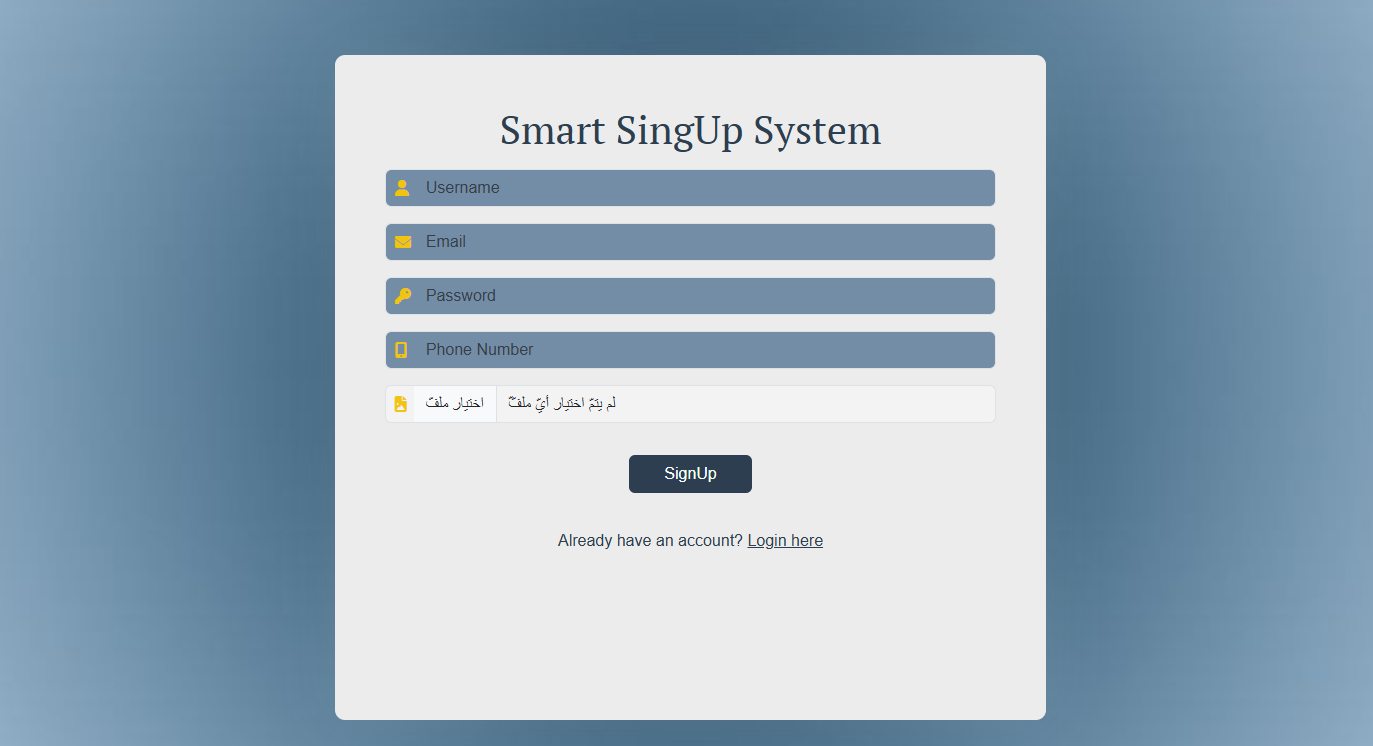 Smart SingUp System
Username
Email
Password
Phone Number
اختيار ملفّ لم يتمّ اختيار أيّ ملفّ
SignUp
Already have an account? Login here